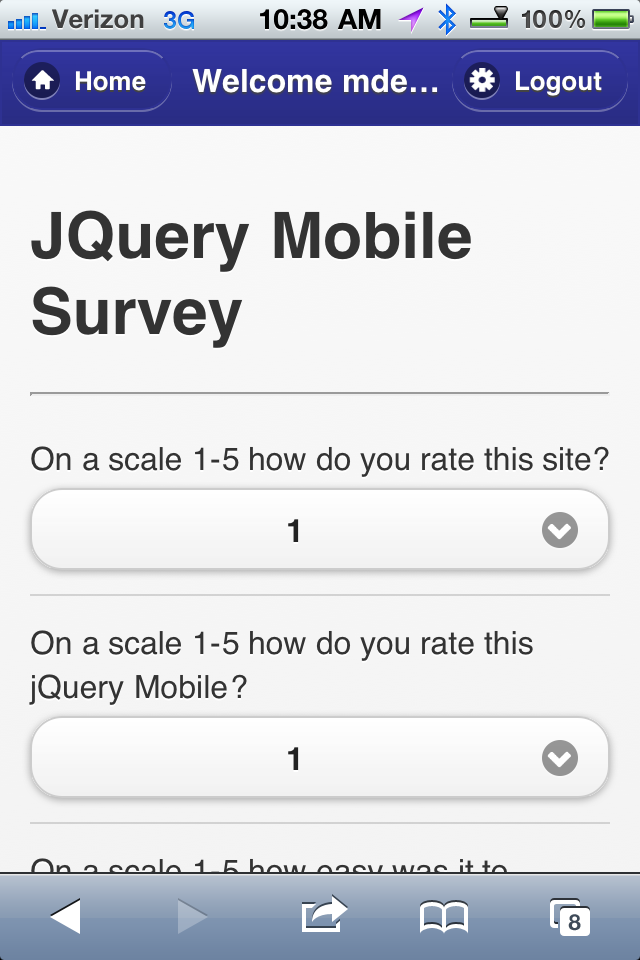 Verizon 3G 10:38 AM 100%
Home Welcome mde... Logout
JQuery Mobile
Survey
On a scale 1-5 how do you rate this site?
1
On a scale 1-5 how do you rate this
jQuery Mobile?
1
On a scale 1-5 how easy was it to
8